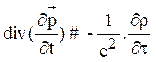 div(∂p⃗/∂t) # - 1/c² . ∂ρ/∂τ